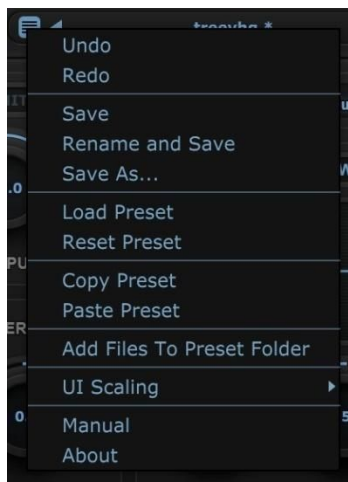 Undo
Redo
Save
Rename and Save
Save As...
Load Preset
Reset Preset
Copy Preset
Paste Preset
Add Files To Preset Folder
UI Scaling
Manual
About